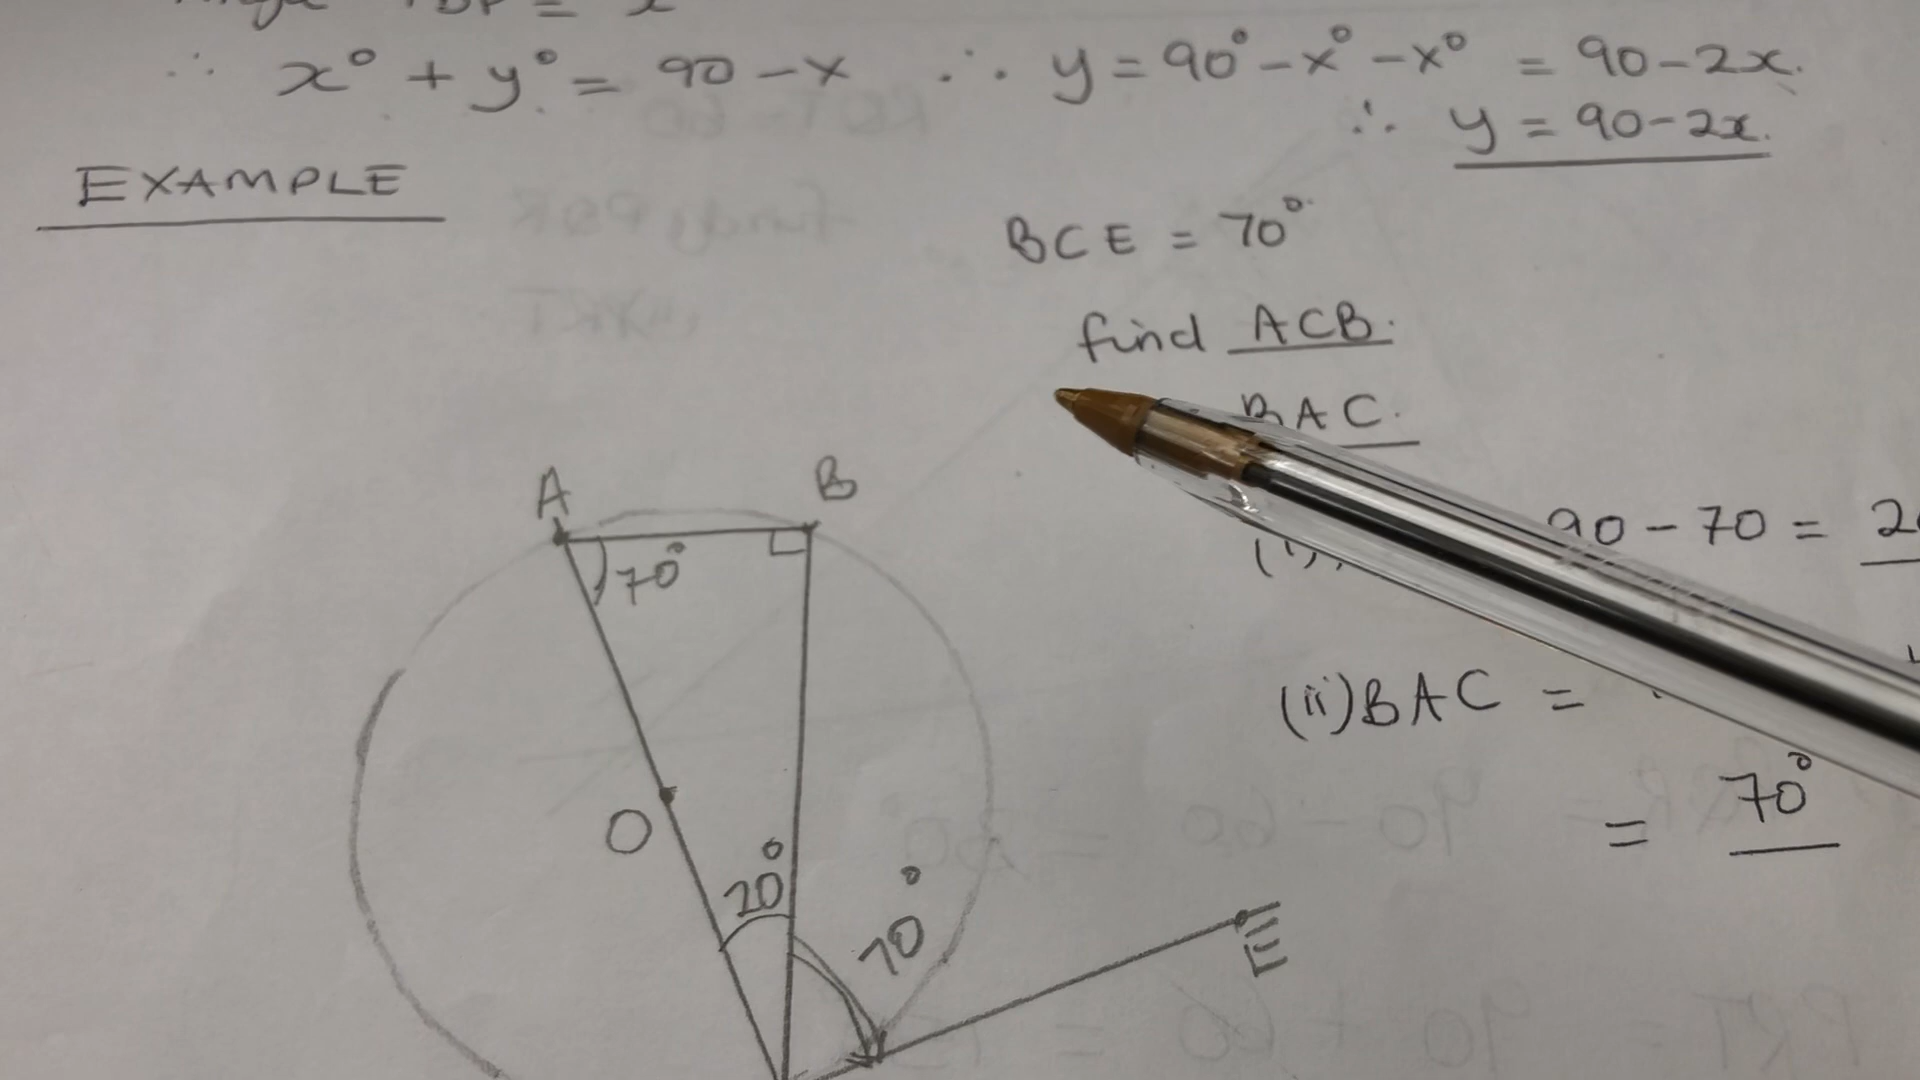 = x
∴ x° + y° = 90 - x ∴ y = 90° - x° - x° = 90 - 2x.
∴ y = 90 - 2x.
EXAMPLE
BCE = 70°
find ACB.
BAC.
A
B
70°
(i)
90 - 70 =
(ii) BAC =
= 70°
O
20°
70°
E